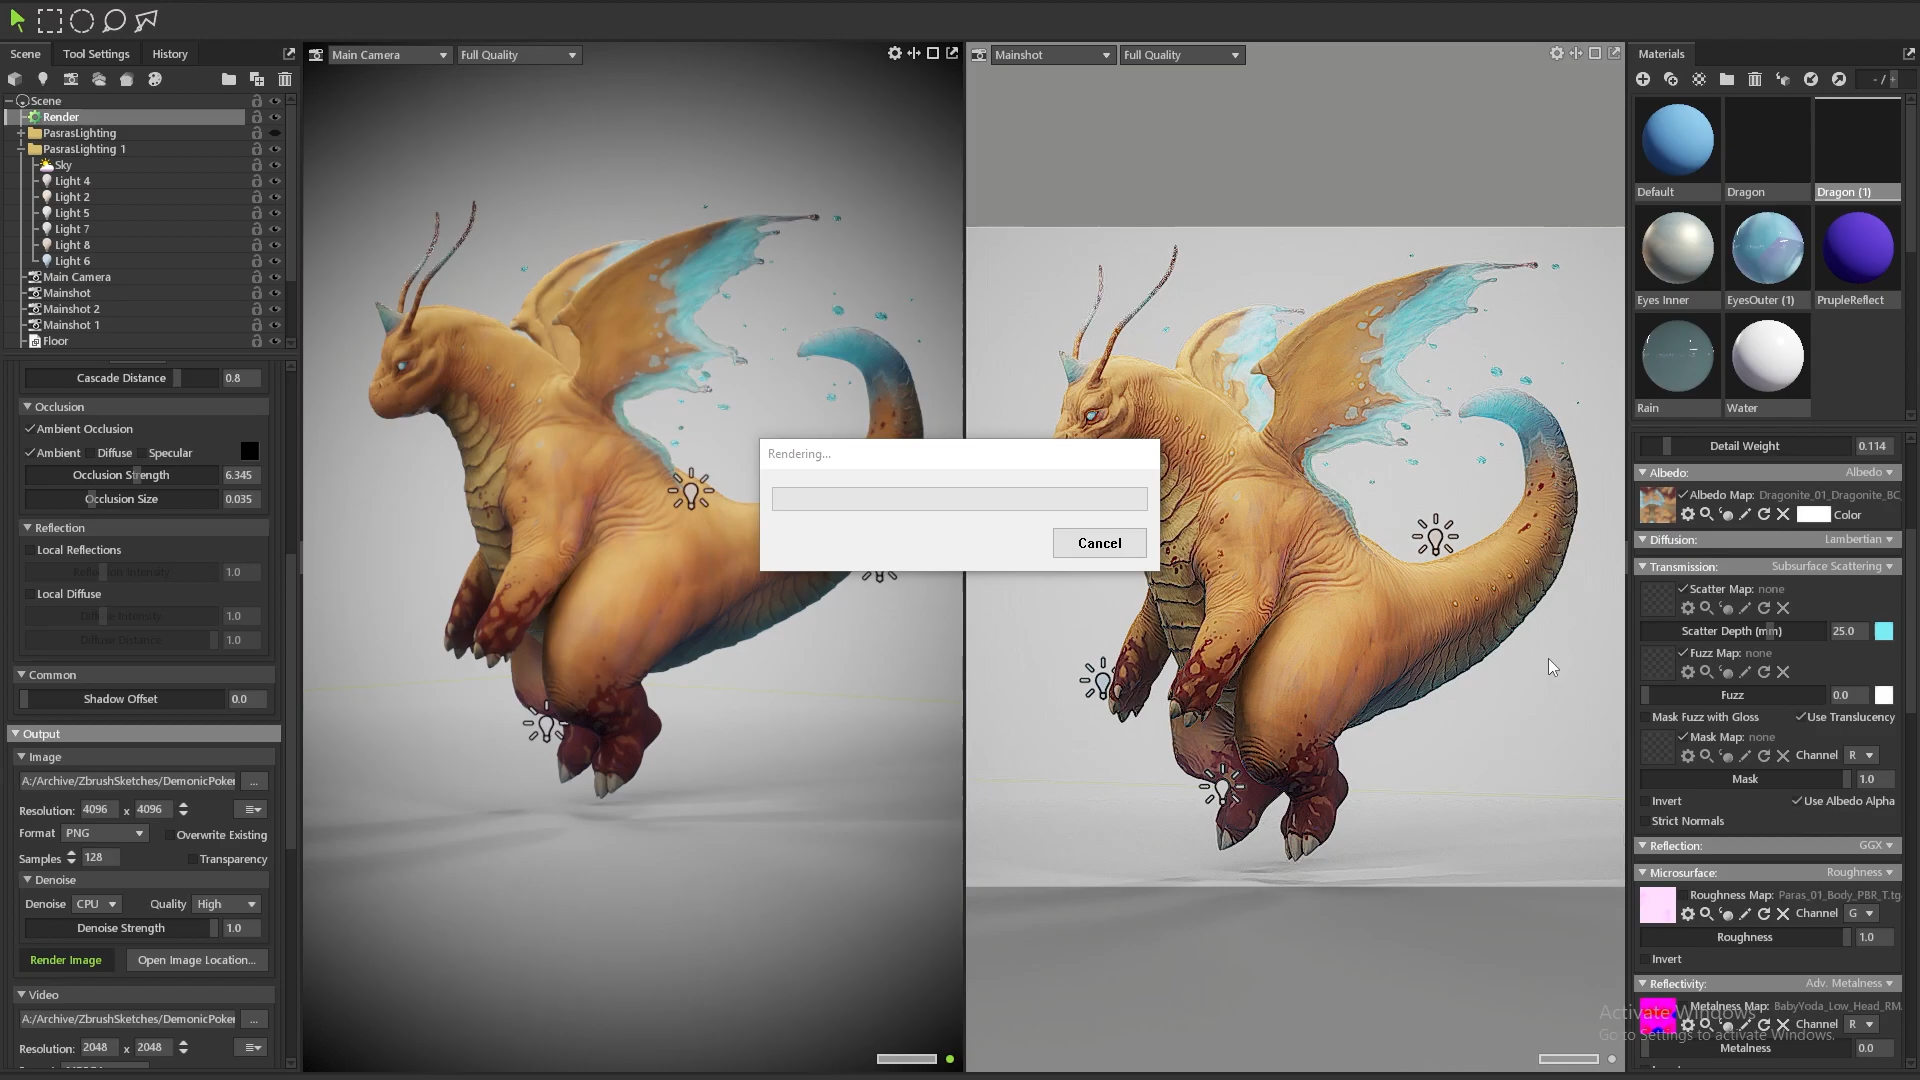 Scene
Tool Settings
History
Main Camera
Full Quality
Mainshot
Full Quality
Materials
- / +
Scene
Render
PasrasLighting
PasrasLighting 1
Sky
Light 4
Light 2
Light 5
Light 7
Light 8
Light 6
Main Camera
Mainshot
Mainshot 2
Mainshot 1
Floor
Cascade Distance 0.8
Occlusion
Ambient Occlusion
Ambient Diffuse Specular
Occlusion Strength 6.345
Occlusion Size 0.035
Reflection
Local Reflections
Reflection Intensity 1.0
Local Diffuse
Diffuse Intensity 1.0
Diffuse Distance 1.0
Common
Shadow Offset 0.0
Output
Image
A:/Archive/ZbrushSketches/DemonicPoker ...
Resolution: 4096 x 4096
Format PNG Overwrite Existing
Samples 128 Transparency
Denoise
Denoise CPU Quality High
Denoise Strength 1.0
Render Image Open Image Location...
Video
A:/Archive/ZbrushSketches/DemonicPoker ...
Resolution: 2048 x 2048
Rendering...
Cancel
Default Dragon Dragon (1)
Eyes Inner EyesOuter (1) PrupleReflect
Rain Water
Detail Weight 0.114
Albedo: Albedo
Albedo Map: Dragonite_01_Dragonite_BC
Color
Diffusion: Lambertian
Transmission: Subsurface Scattering
Scatter Map: none
Scatter Depth (mm) 25.0
Fuzz Map: none
Fuzz 0.0
Mask Fuzz with Gloss Use Translucency
Mask Map: none
Channel R
Mask 1.0
Invert Use Albedo Alpha
Strict Normals
Reflection: GGX
Microsurface: Roughness
Roughness Map: Paras_01_Body_PBR_T.tg
Channel G
Roughness 1.0
Invert
Reflectivity: Adv. Metalness
Metalness Map: BabyYoda_Low_Head_RM
Channel R
Metalness 0.0
Activate Windows
Go to Settings to activate Windows.